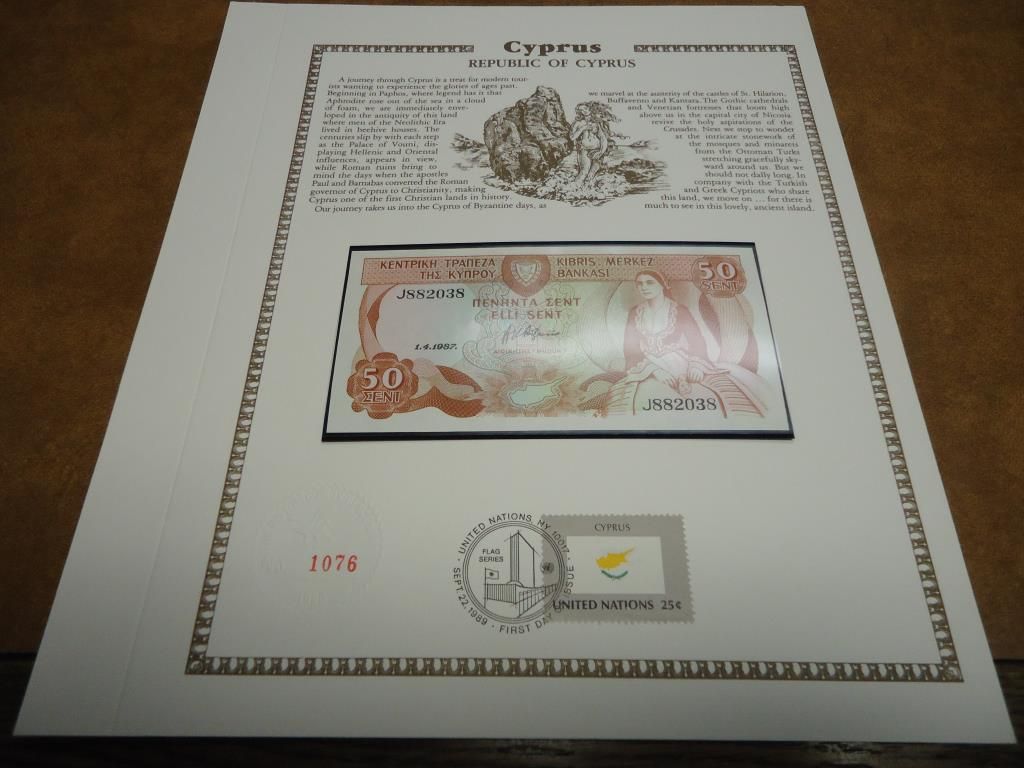 Cyprus
REPUBLIC OF CYPRUS
A journey through Cyprus is a treat for modern tour-
ists wanting to experience the glories of ages past.
Beginning in Paphos, where legend has it that
Aphrodite rose out of the sea in a cloud
of foam, we are immediately enve-
loped in the antiquity of this land
where men of the Neolithic Era
lived in beehive houses. The
centuries slip by with each step
as the Palace of Vouni, dis-
playing Hellenic and Oriental
influences, appears in view,
while Roman ruins bring to
mind the days when the apostles
Paul and Barnabas converted the Roman
governor of Cyprus to Christianity, making
Cyprus one of the first Christian lands in history.
Our journey takes us into the Cyprus of Byzantine days, as
we marvel at the austerity of the castles of St. Hilarion,
Buffavento and Kantara. The Gothic cathedrals
and Venetian fortresses that loom high
above us in the capital city of Nicosia
revive the holy aspirations of the
Crusades. Next we stop to wonder
at the intricate stonework of
the mosques and minarets
from the Ottoman Turks
stretching gracefully sky-
ward around us. But we
should not dally long. In
company with the Turkish
and Greek Cypriots who share
this land, we move on ... for there is
much to see in this lovely, ancient island.
ΚΕΝΤΡΙΚΗ ΤΡΑΠΕΖΑ
ΤΗΣ ΚΥΠΡΟΥ
KIBRIS MERKEZ
BANKASI
50
SENT
J882038
ΠΕΝΗΝΤΑ ΣΕΝΤ
ELLI SENT
1.4.1987.
50
ΣΕΝΤ
J882038
1076
UNITED NATIONS, NY 10017
FLAG
SERIES
SEPT. 22, 1989 · FIRST DAY OF ISSUE
CYPRUS
UNITED NATIONS 25¢